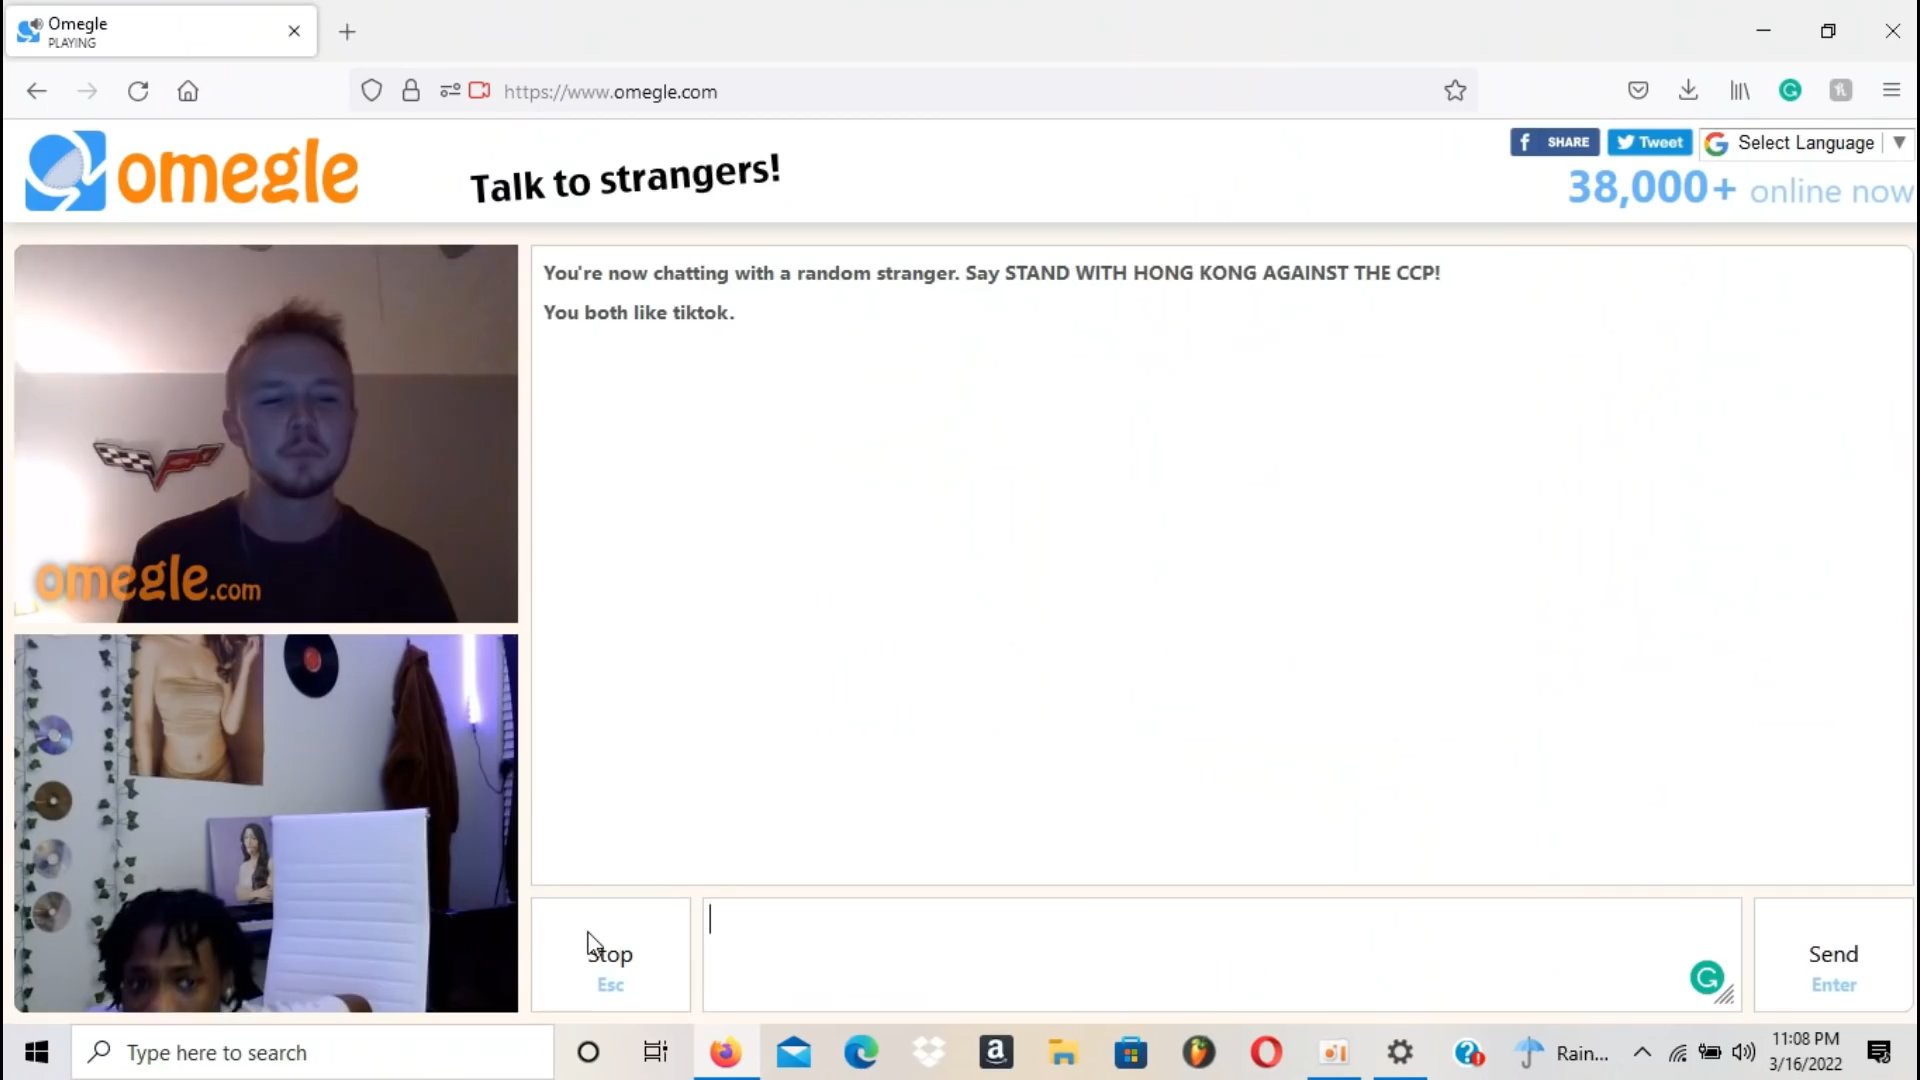 Omegle
PLAYING
https://www.omegle.com
omegle
Talk to strangers!
f SHARE
Tweet
G Select Language ▼
38,000+ online now
You're now chatting with a random stranger. Say STAND WITH HONG KONG AGAINST THE CCP!
You both like tiktok.
omegle.com
Stop
Esc
Send
Enter
Type here to search
a
Rain...
11:08 PM
3/16/2022